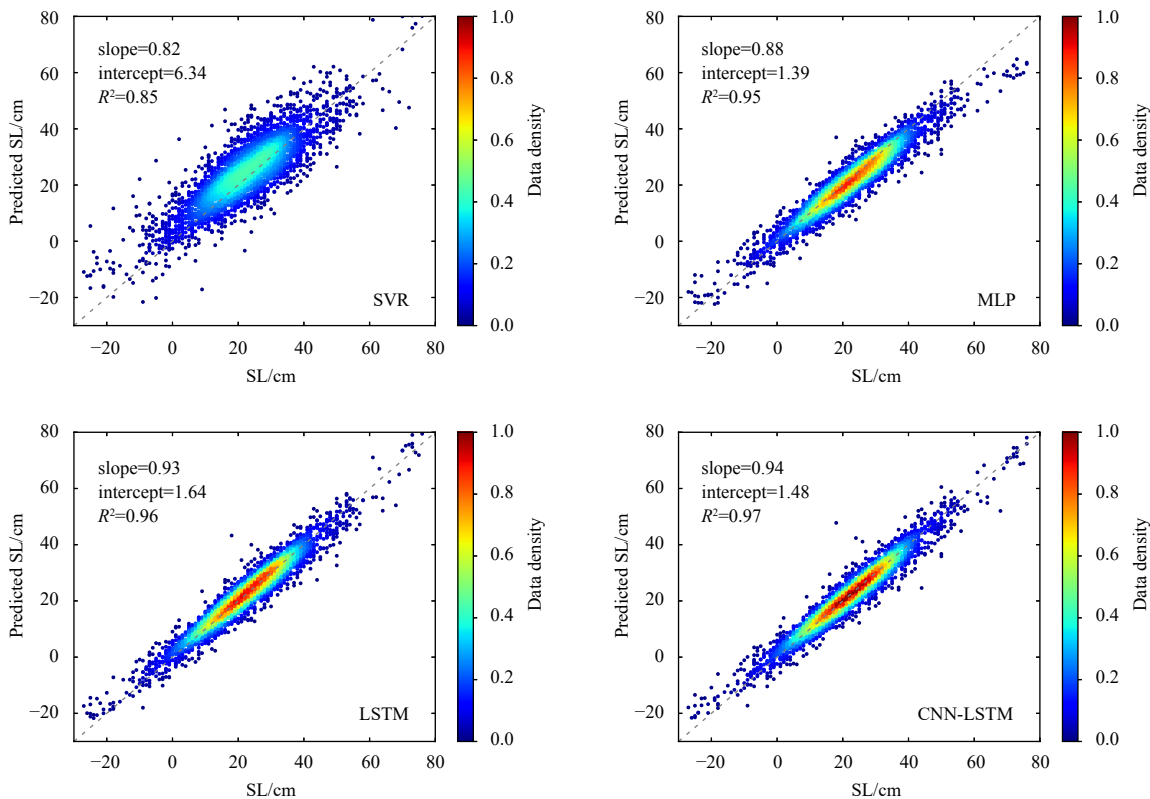 80
60
40
20
0
−20
Predicted SL/cm
slope=0.82
intercept=6.34
R²=0.85
SVR
−20 0 20 40 60 80
SL/cm
1.0
0.8
0.6
0.4
0.2
0.0
Data density
80
60
40
20
0
−20
Predicted SL/cm
slope=0.88
intercept=1.39
R²=0.95
MLP
−20 0 20 40 60 80
SL/cm
1.0
0.8
0.6
0.4
0.2
0.0
Data density
80
60
40
20
0
−20
Predicted SL/cm
slope=0.93
intercept=1.64
R²=0.96
LSTM
−20 0 20 40 60 80
SL/cm
1.0
0.8
0.6
0.4
0.2
0.0
Data density
80
60
40
20
0
−20
Predicted SL/cm
slope=0.94
intercept=1.48
R²=0.97
CNN-LSTM
−20 0 20 40 60 80
SL/cm
1.0
0.8
0.6
0.4
0.2
0.0
Data density